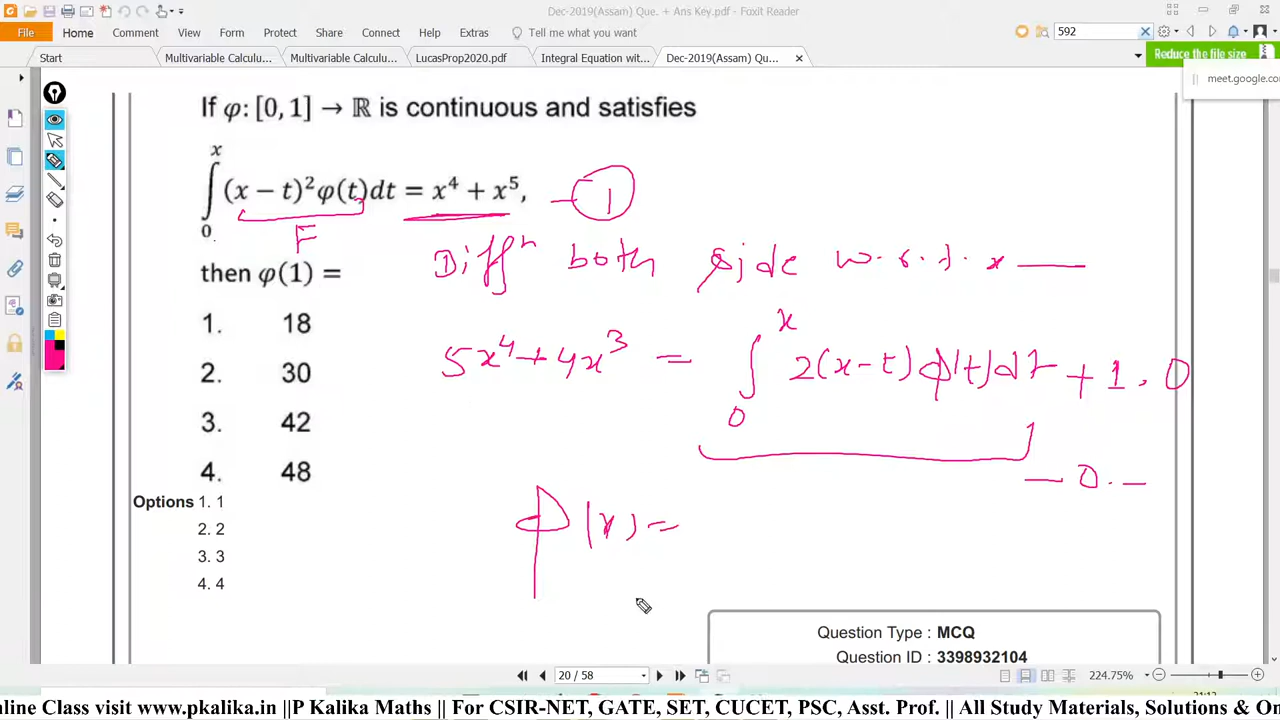 Dec-2019(Assam) Que. + Ans Key.pdf - Foxit Reader
File Home Comment View Form Protect Share Connect Help Extras Tell me what you want 592
Start Multivariable Calculu... Multivariable Calcul... LucasProposal.pdf Integral Equation wit... Dec-2019(Assam) Qu... Reduce the file size
meet.google.co
If φ: [0, 1] → ℝ is continuous and satisfies
∫₀ˣ (x − t)²φ(t)dt = x⁴ + x⁵, — ①
F
Diffⁿ both side w.r.t. x —
then φ(1) =
1. 18
5x⁴ + 4x³ = ∫₀ˣ 2(x-t) φ(t)dt + 1.0
2. 30
3. 42
4. 48
— 0. —
Options 1. 1
φ(x) =
2. 2
3. 3
4. 4
Question Type : MCQ
Question ID : 3398932104
20 / 58 224.75%
nline Class visit www.pkalika.in ||P Kalika Maths || For CSIR-NET, GATE, SET, CUCET, PSC, Asst. Prof. || All Study Materials, Solutions & O